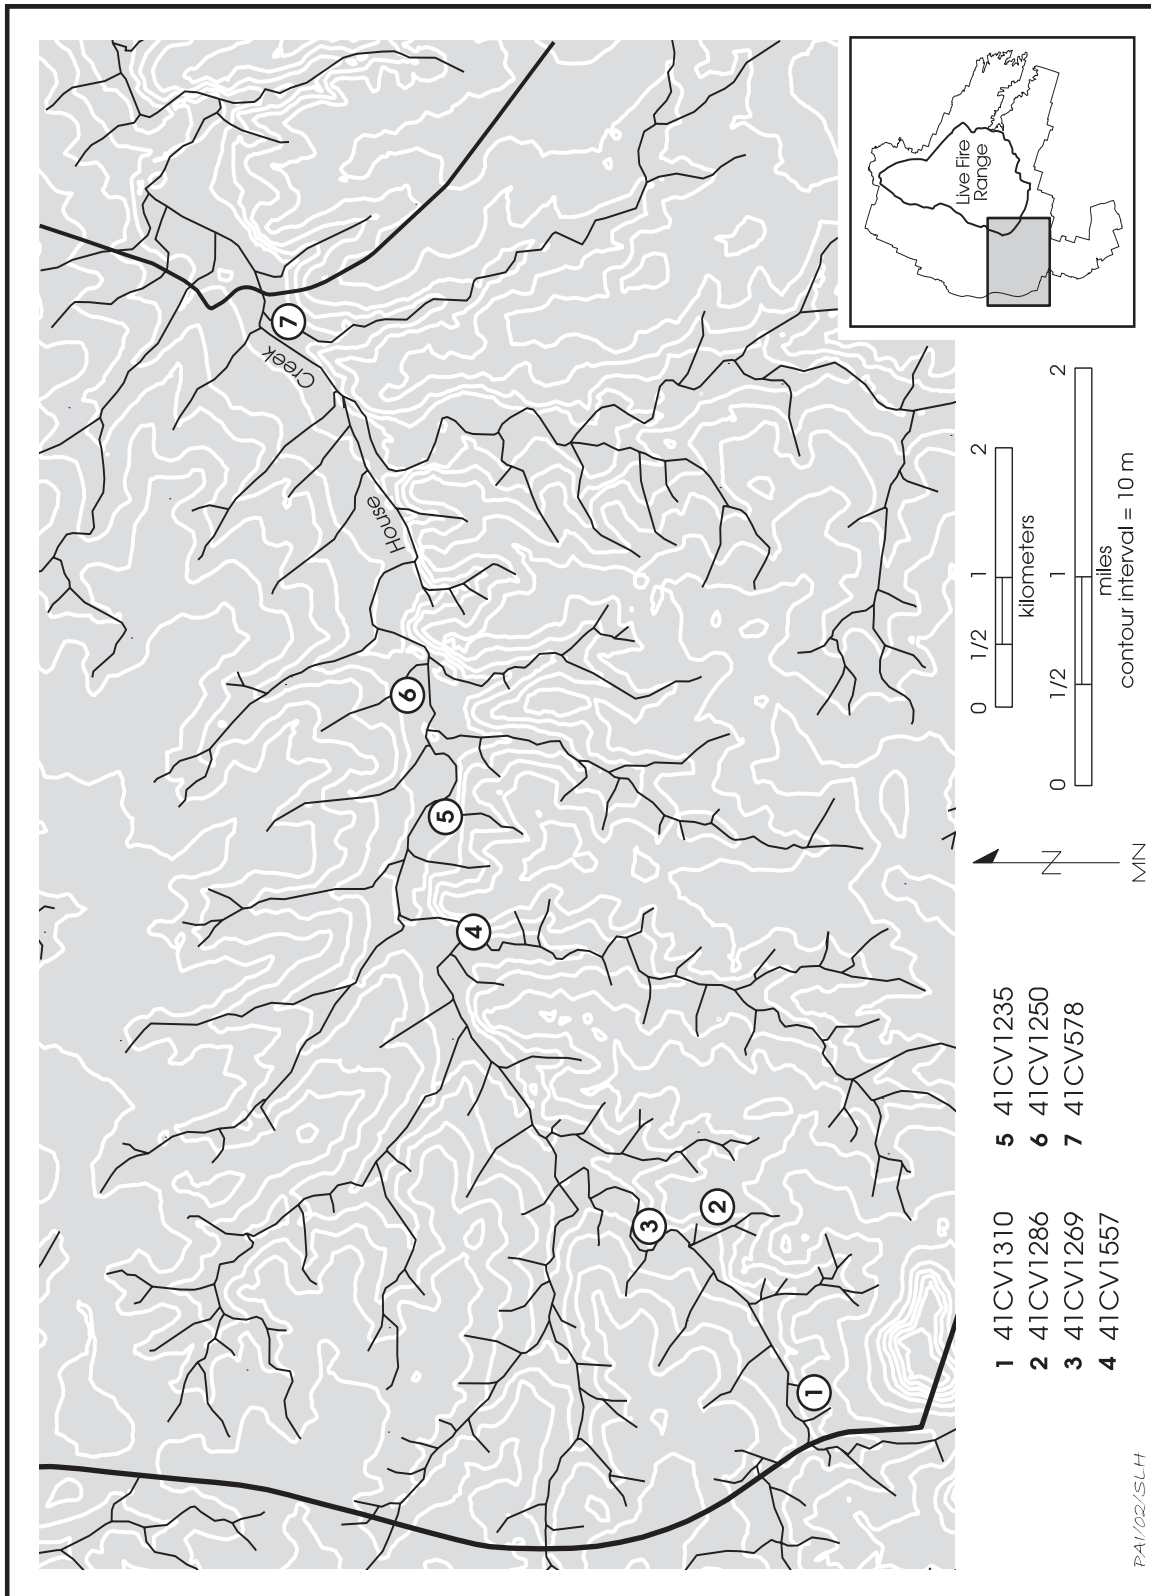 Live Fire
Range
Creek
House
7
6
5
4
3
2
1
1 41CV1310
2 41CV1286
3 41CV1269
4 41CV1557
5 41CV1235
6 41CV1250
7 41CV578
N
MN
0 1/2 1 2
kilometers
0 1/2 1 2
miles
contour interval = 10 m
PAI/02/SLH